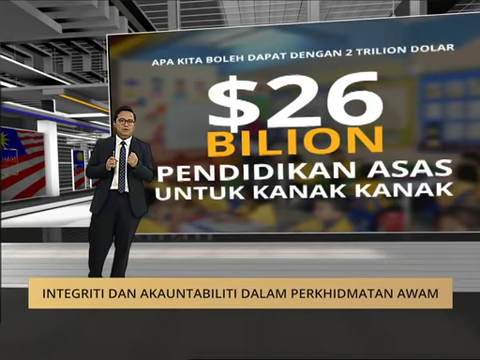 APA KITA BOLEH DAPAT DENGAN 2 TRILION DOLAR
$26
BILION
PENDIDIKAN ASAS
UNTUK KANAK KANAK
INTEGRITI DAN AKAUNTABILITI DALAM PERKHIDMATAN AWAM